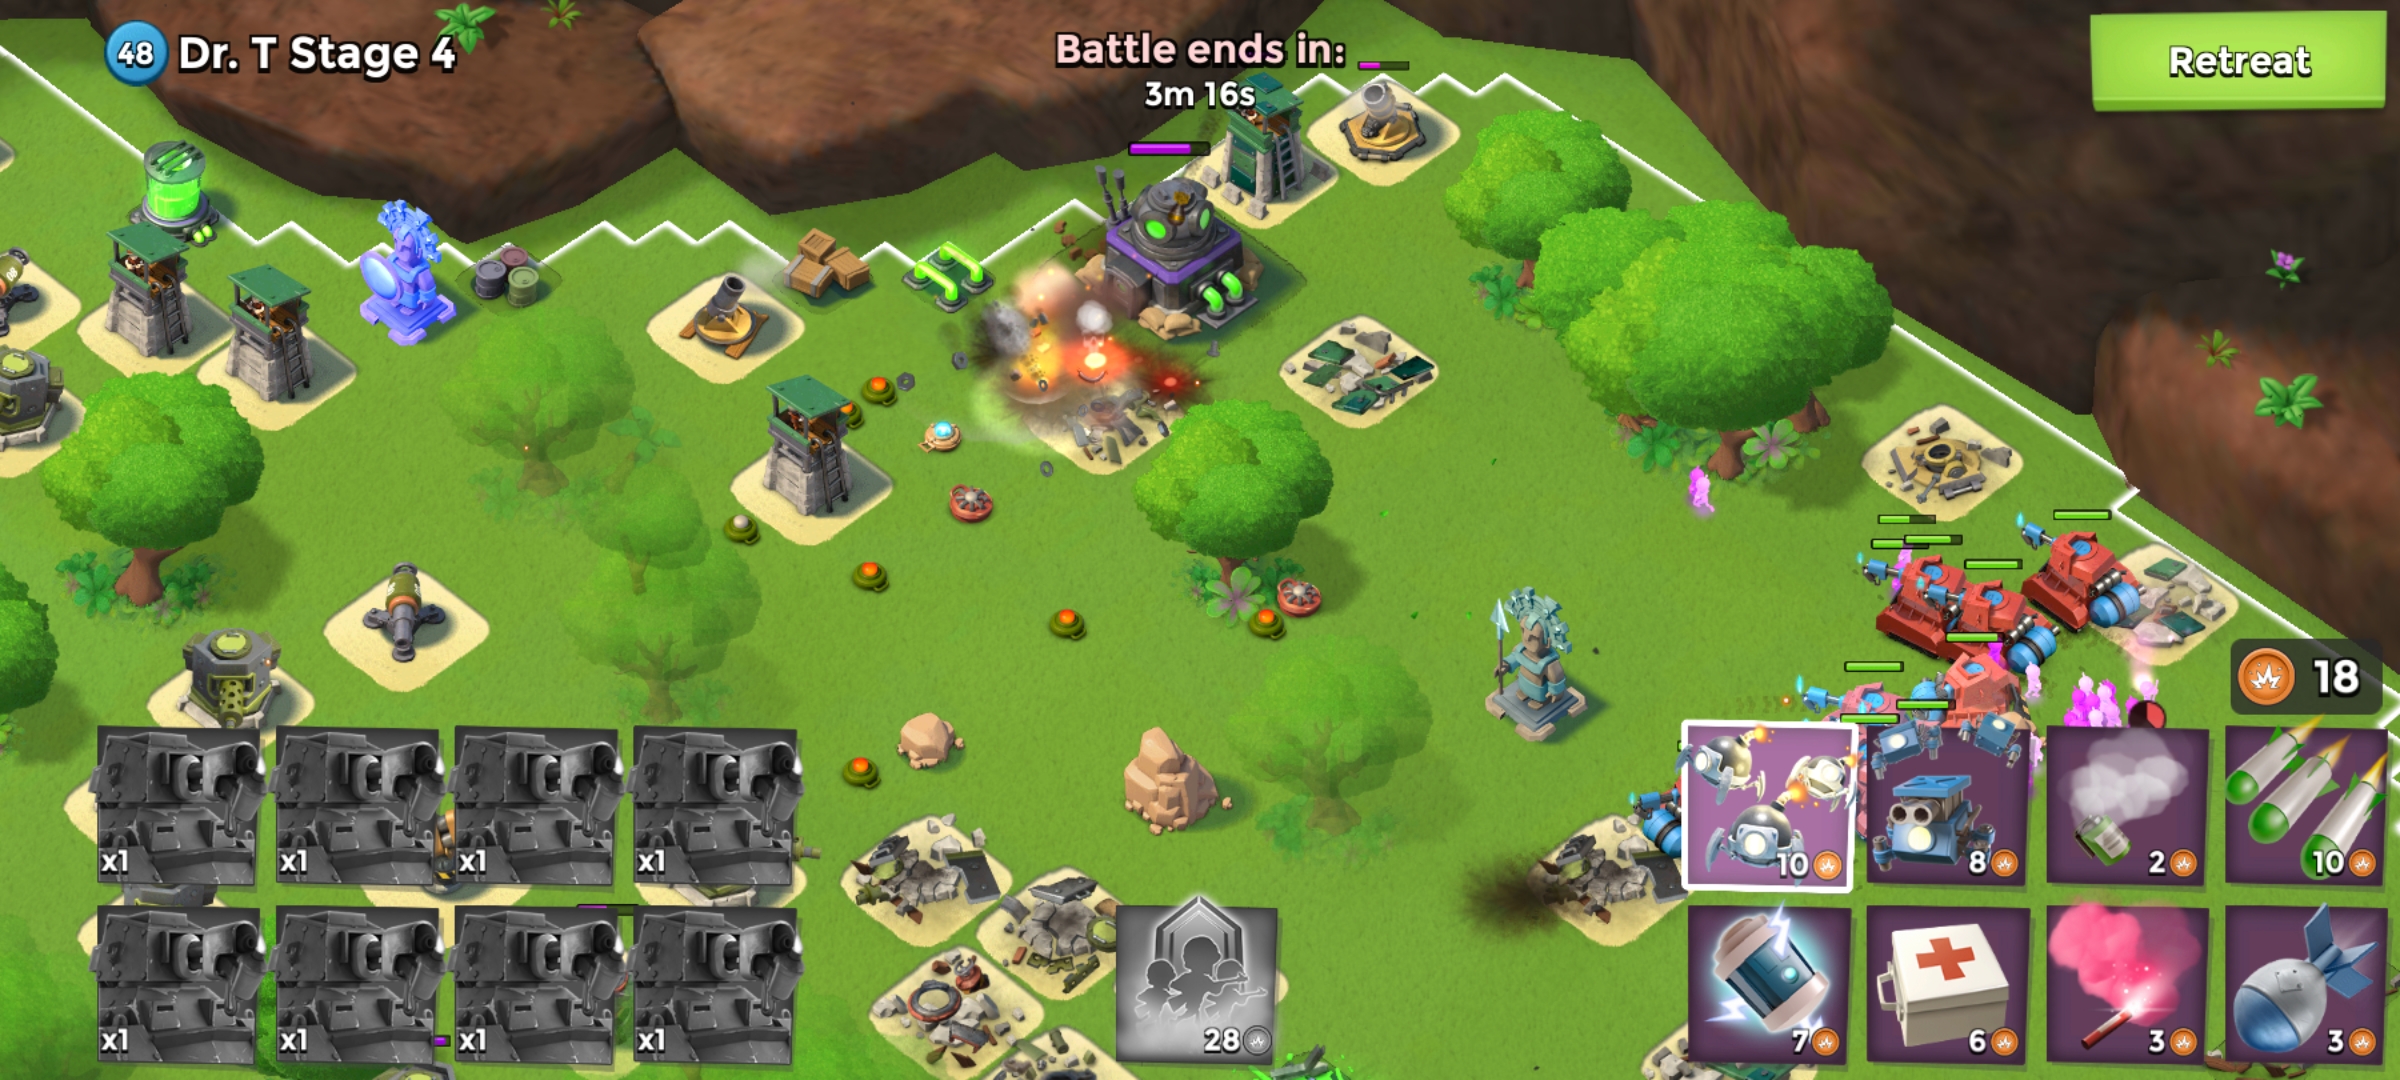 48 Dr. T Stage 4
Battle ends in:
3m 16s
Retreat
18
x1 x1 x1 x1
10 8 2 10
x1 x1 x1 x1
28
7 6 3 3